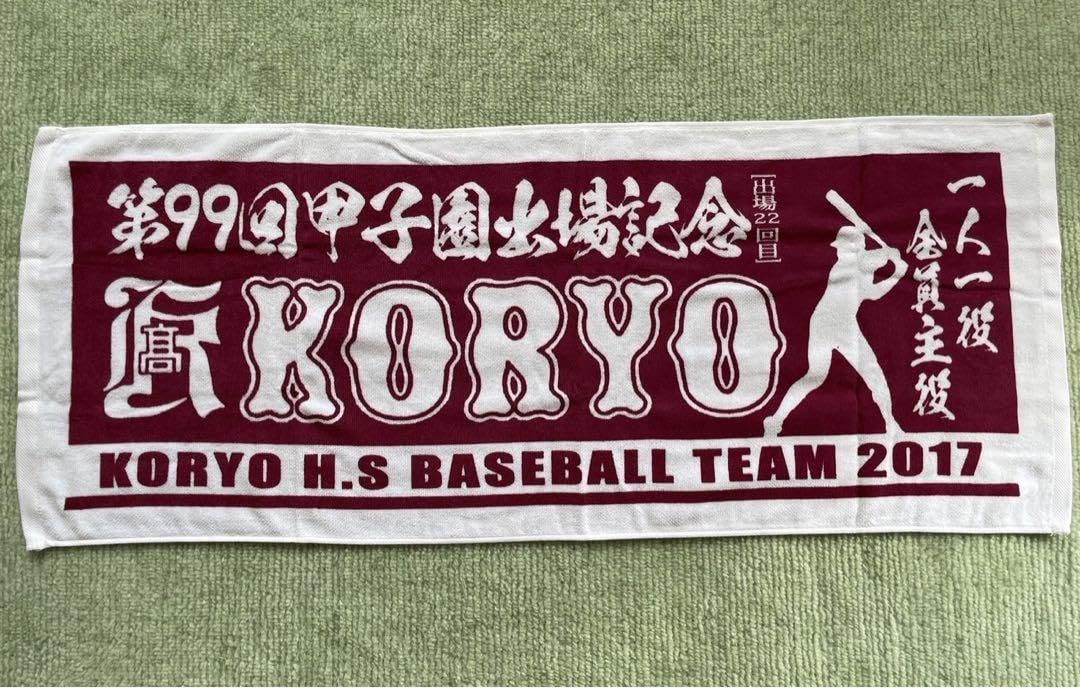 第99回甲子園出場記念
[出場22回目]
一人一役
全員主役
高
KORYO
KORYO H.S BASEBALL TEAM 2017